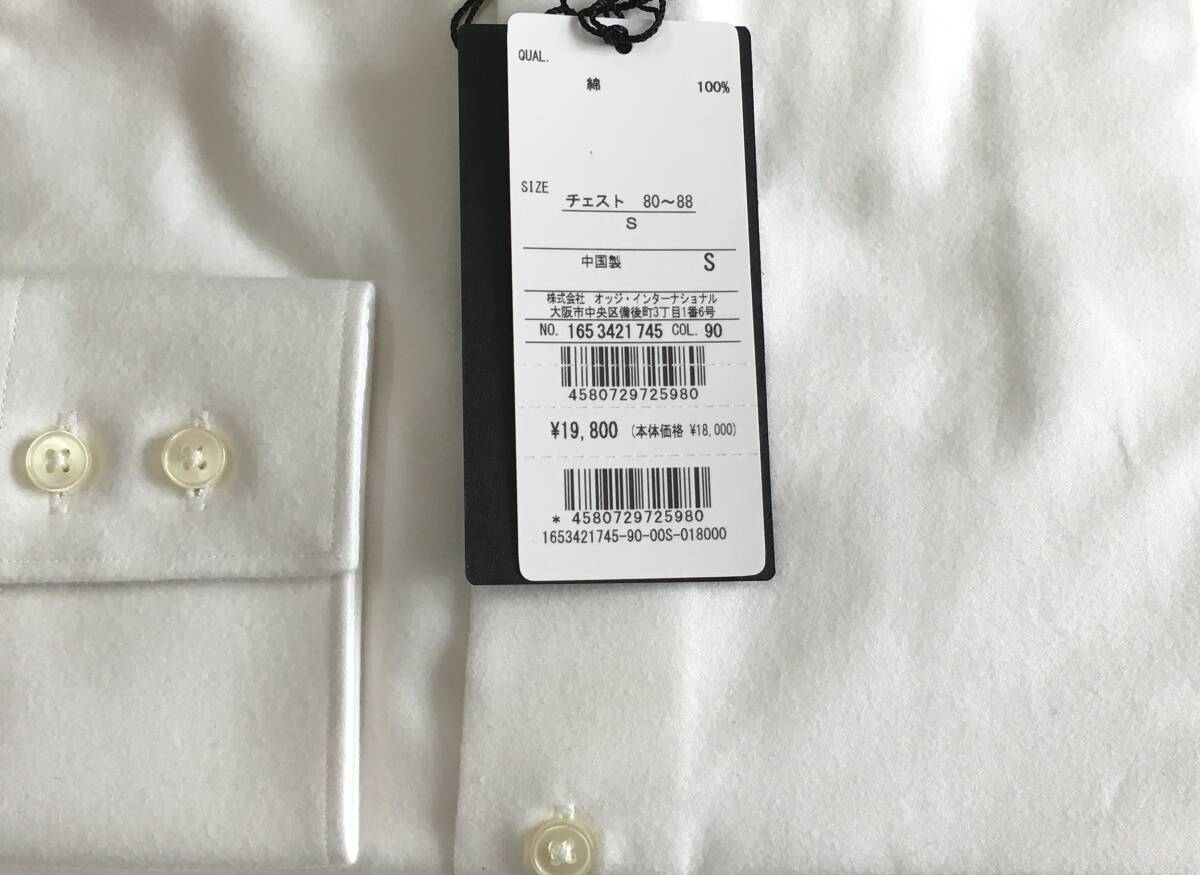 QUAL.
綿 100%
SIZE
チェスト 80～88
S
中国製 S
株式会社 オッジ・インターナショナル
大阪市中央区備後町3丁目1番6号
NO. 1653421745 COL. 90
4580729725980
¥19,800 (本体価格 ¥18,000)
* 4580729725980
1653421745-90-00S-018000